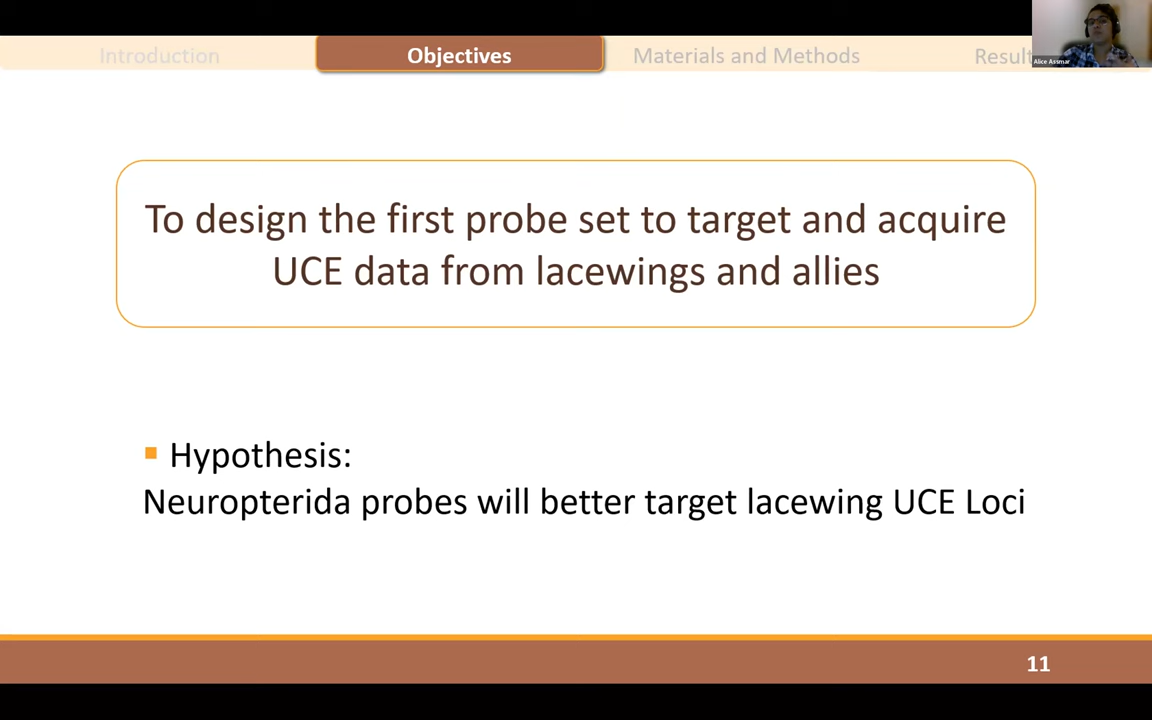 Introduction
Objectives
Materials and Methods
Result
Alice Assmar
To design the first probe set to target and acquire
UCE data from lacewings and allies
Hypothesis:
Neuropterida probes will better target lacewing UCE Loci
11